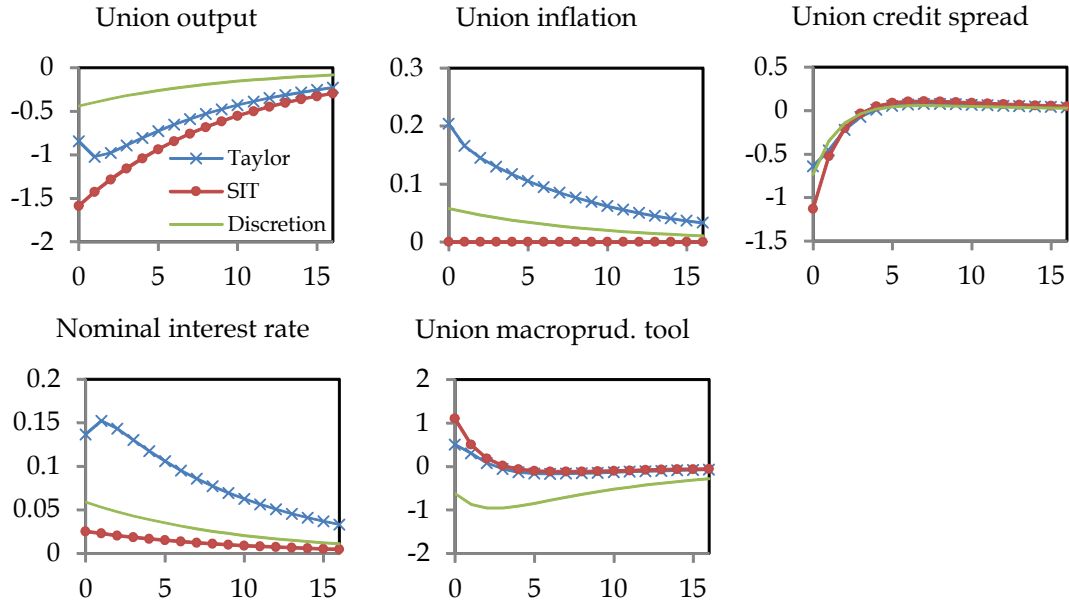 Union output
Union inflation
Union credit spread
0
-0.5
-1
-1.5
-2
Taylor
SIT
Discretion
0 5 10 15
0.3
0.2
0.1
0
0 5 10 15
0.5
0
-0.5
-1
-1.5
0 5 10 15
Nominal interest rate
Union macroprud. tool
0.2
0.15
0.1
0.05
0
0 5 10 15
2
1
0
-1
-2
0 5 10 15